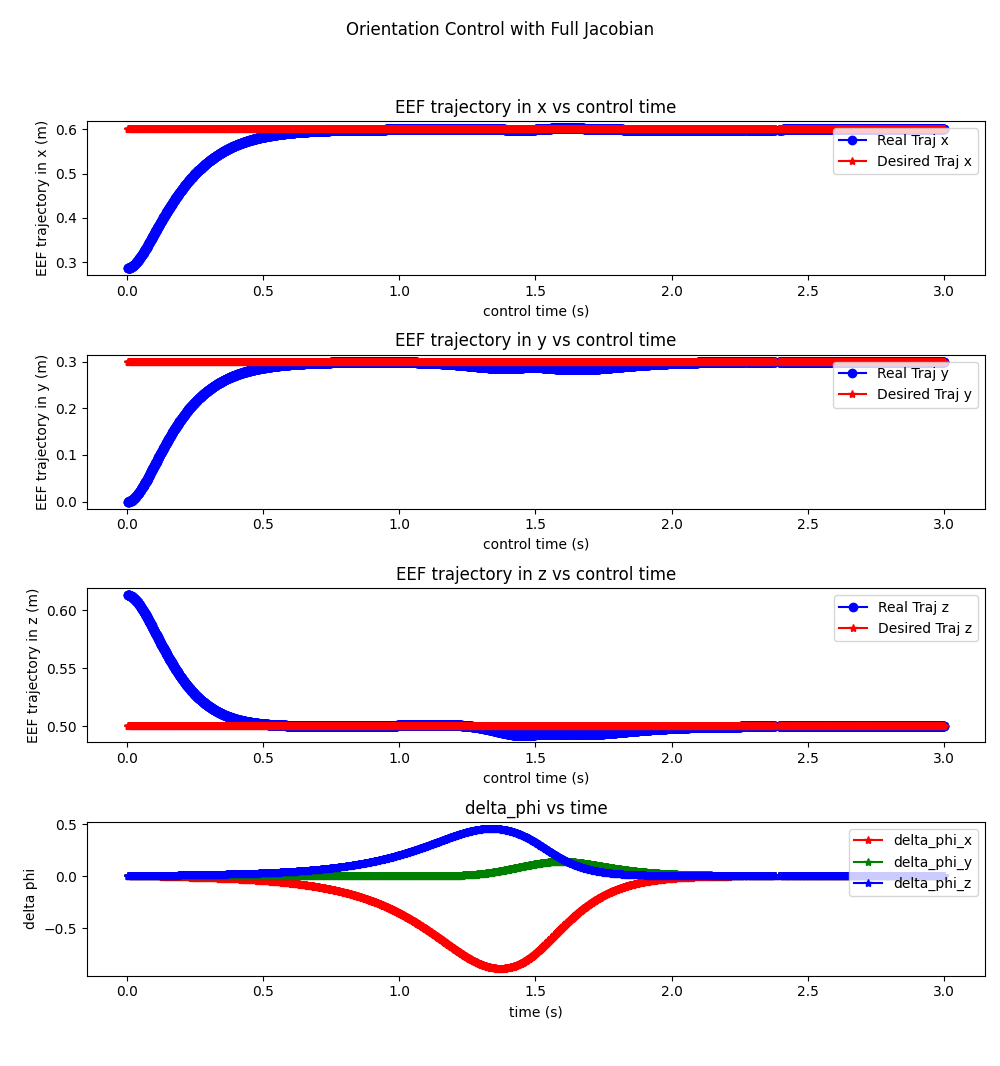 Orientation Control with Full Jacobian
EEF trajectory in x vs control time
EEF trajectory in x (m)
0.6
0.5
0.4
0.3
Real Traj x
Desired Traj x
0.0 0.5 1.0 1.5 2.0 2.5 3.0
control time (s)
EEF trajectory in y vs control time
EEF trajectory in y (m)
0.3
0.2
0.1
0.0
Real Traj y
Desired Traj y
0.0 0.5 1.0 1.5 2.0 2.5 3.0
control time (s)
EEF trajectory in z vs control time
EEF trajectory in z (m)
0.60
0.55
0.50
Real Traj z
Desired Traj z
0.0 0.5 1.0 1.5 2.0 2.5 3.0
control time (s)
delta_phi vs time
delta phi
0.5
0.0
−0.5
delta_phi_x
delta_phi_y
delta_phi_z
0.0 0.5 1.0 1.5 2.0 2.5 3.0
time (s)